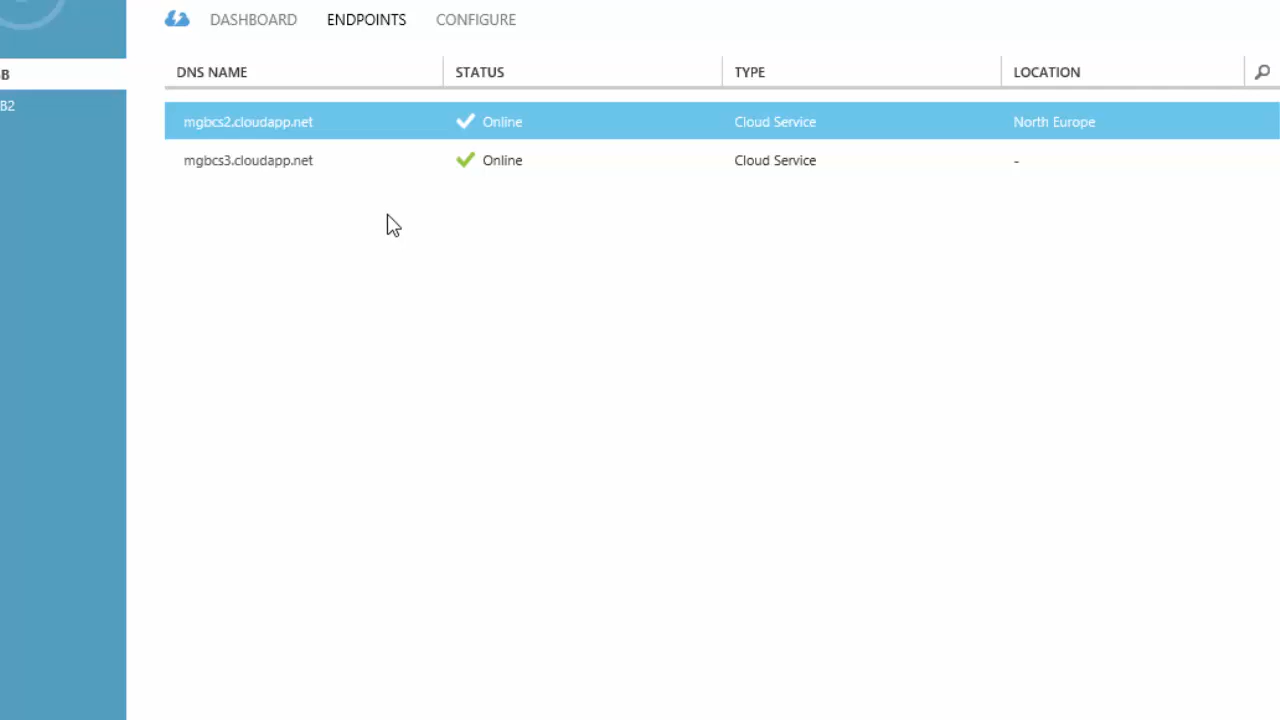 DASHBOARD ENDPOINTS CONFIGURE
B
B2
DNS NAME STATUS TYPE LOCATION
mgbcs2.cloudapp.net Online Cloud Service North Europe
mgbcs3.cloudapp.net Online Cloud Service -